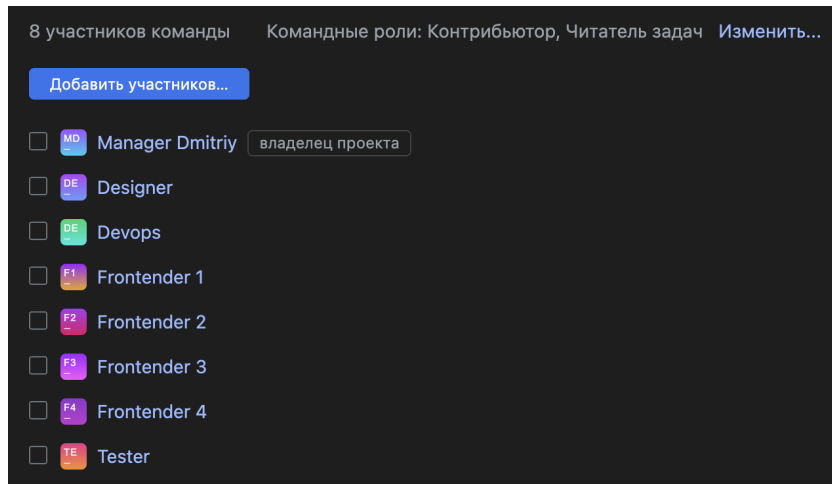 8 участников команды Командные роли: Контрибьютор, Читатель задач Изменить...
Добавить участников...
MD Manager Dmitriy владелец проекта
DE Designer
DE Devops
F1 Frontender 1
F2 Frontender 2
F3 Frontender 3
F4 Frontender 4
TE Tester